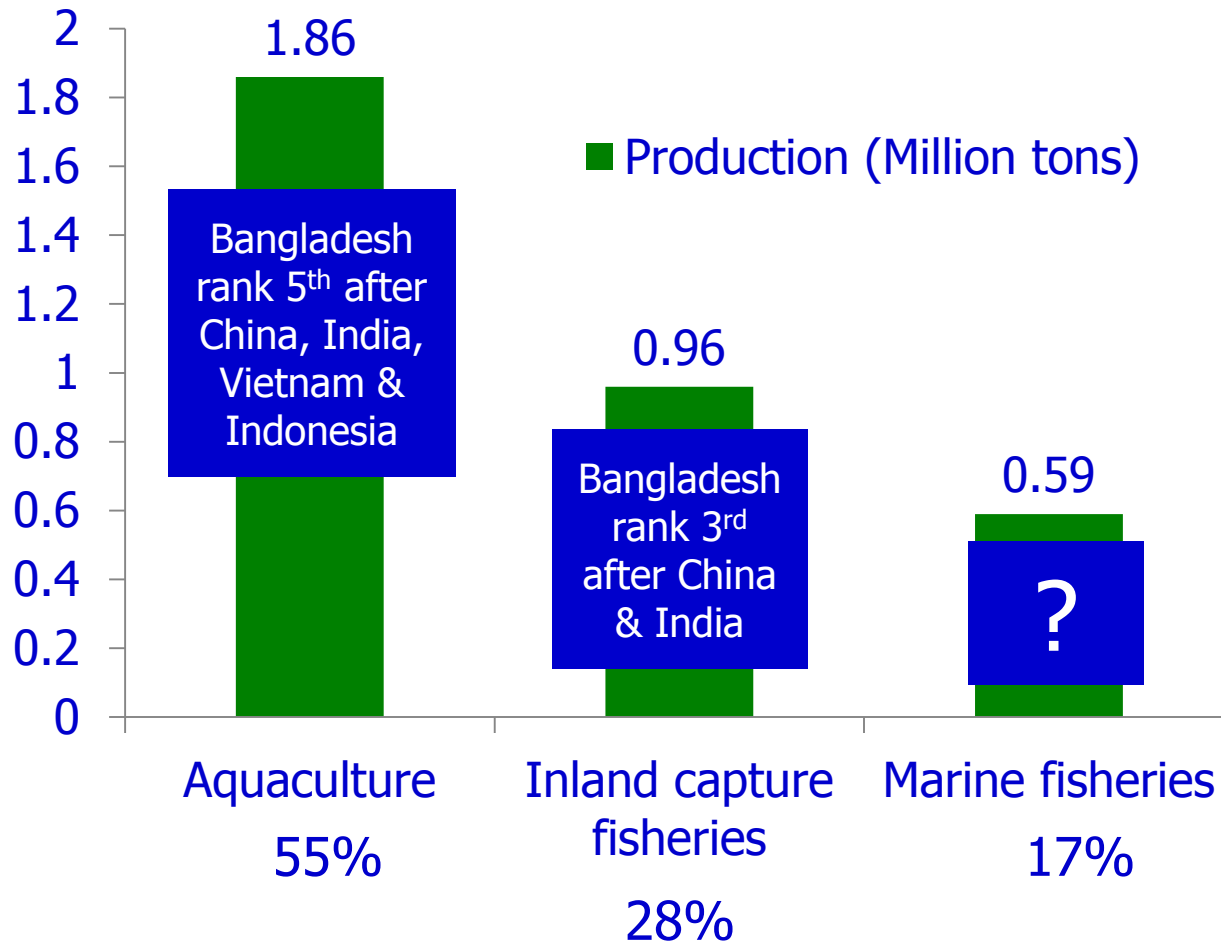 2
1.8
1.6
1.4
1.2
1
0.8
0.6
0.4
0.2
0
1.86
Production (Million tons)
Bangladesh
rank 5th after
China, India,
Vietnam &
Indonesia
0.96
Bangladesh
rank 3rd
after China
& India
0.59
?
Aquaculture
55%
Inland capture
fisheries
28%
Marine fisheries
17%